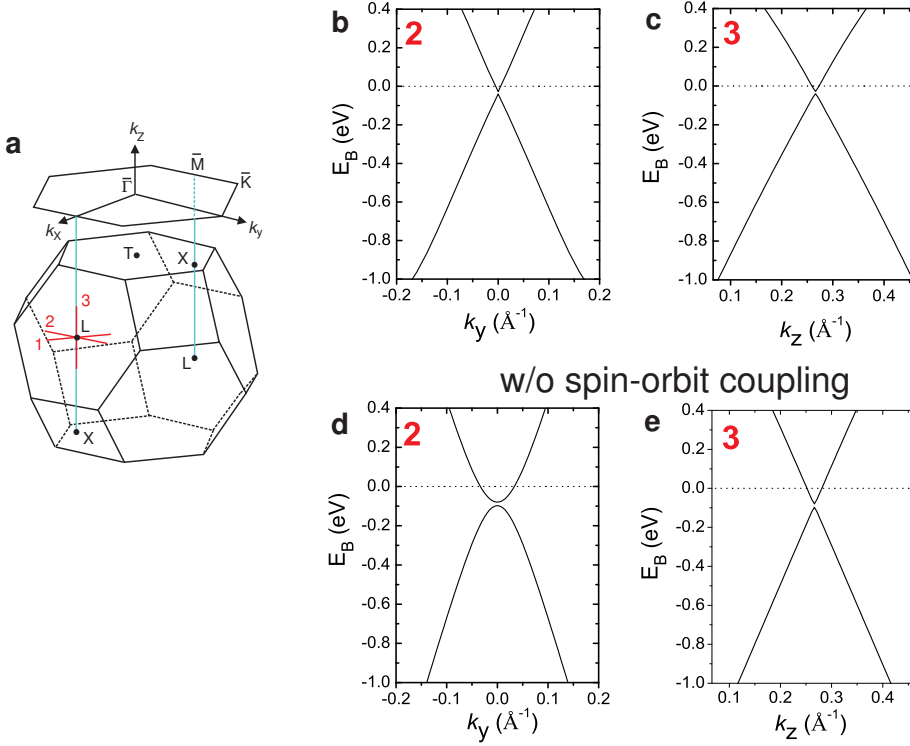 a
k_Z
M̄
K̄
Γ̄
k_X
k_y
T
X
3
2
L
1
L
X
b
2
0.4
0.2
0.0
-0.2
-0.4
-0.6
-0.8
-1.0
E_B (eV)
-0.2 -0.1 0.0 0.1 0.2
k_y (Å⁻¹)
c
3
0.4
0.2
0.0
-0.2
-0.4
-0.6
-0.8
-1.0
E_B (eV)
0.1 0.2 0.3 0.4
k_z (Å⁻¹)
w/o spin-orbit coupling
d
2
0.4
0.2
0.0
-0.2
-0.4
-0.6
-0.8
-1.0
E_B (eV)
-0.2 -0.1 0.0 0.1 0.2
k_y (Å⁻¹)
e
3
0.4
0.2
0.0
-0.2
-0.4
-0.6
-0.8
-1.0
E_B (eV)
0.1 0.2 0.3 0.4
k_z (Å⁻¹)